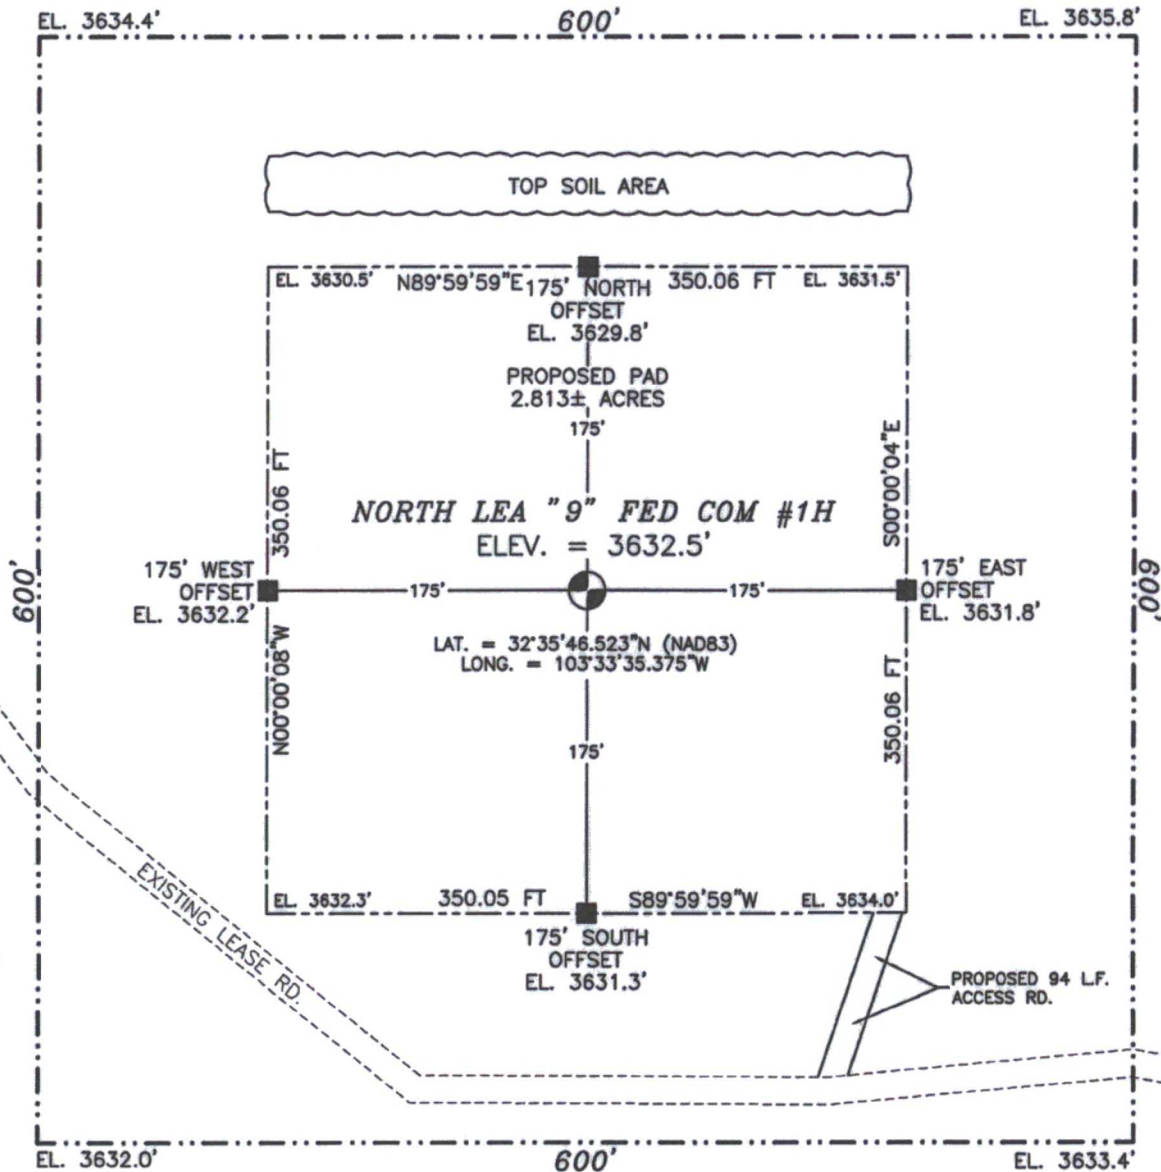 EL. 3634.4'
600'
EL. 3635.8'
TOP SOIL AREA
EL. 3630.5'
N89°59'59"E
350.06 FT
EL. 3631.5'
175' NORTH
OFFSET
EL. 3629.8'
PROPOSED PAD
2.813± ACRES
175'
350.06 FT
S00°00'04"E
NORTH LEA "9" FED COM #1H
ELEV. = 3632.5'
600'
175' WEST
OFFSET
EL. 3632.2'
175'
175'
175' EAST
OFFSET
EL. 3631.8'
600'
LAT. = 32°35'46.523"N (NAD83)
LONG. = 103°33'35.375"W
N00°00'08"W
350.06 FT
175'
EXISTING LEASE RD.
EL. 3632.3'
350.05 FT
S89°59'59"W
EL. 3634.0'
175' SOUTH
OFFSET
EL. 3631.3'
PROPOSED 94 L.F.
ACCESS RD.
EL. 3632.0'
600'
EL. 3633.4'